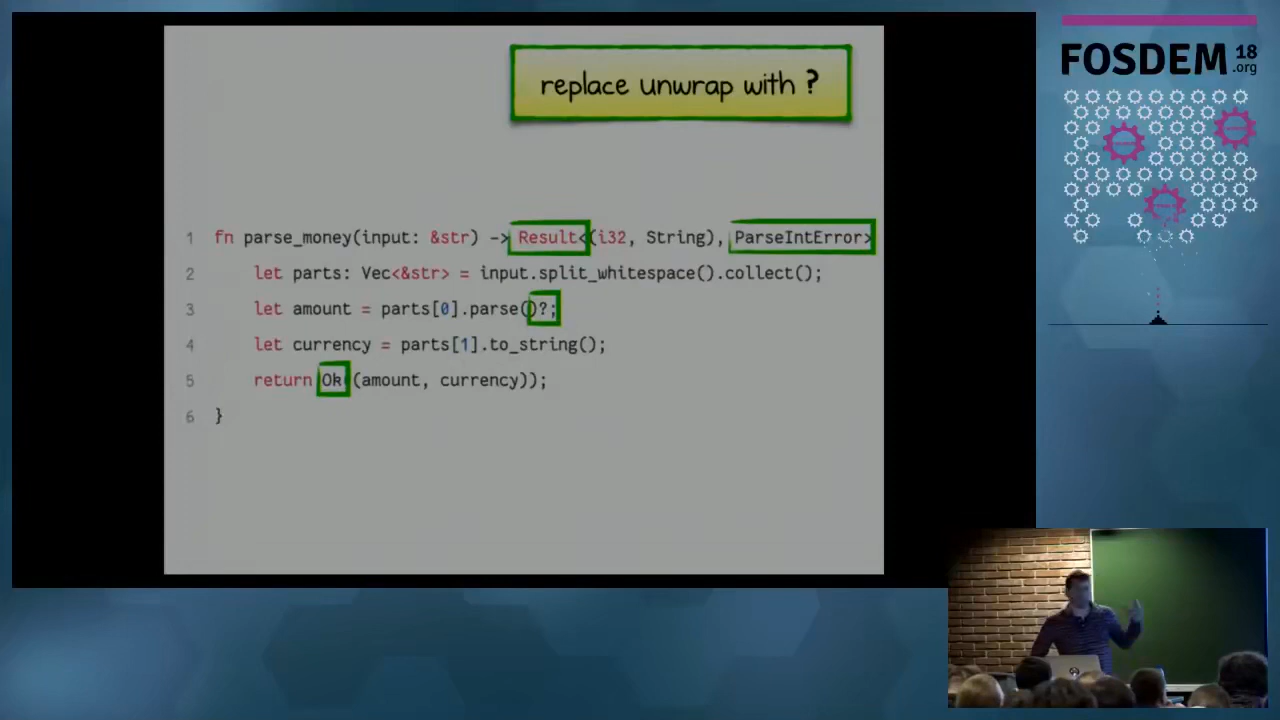 replace unwrap with ?
1 fn parse_money(input: &str) -> Result<(i32, String), ParseIntError>
2 let parts: Vec<&str> = input.split_whitespace().collect();
3 let amount = parts[0].parse()?;
4 let currency = parts[1].to_string();
5 return Ok((amount, currency));
6 }
FOSDEM 18
.org